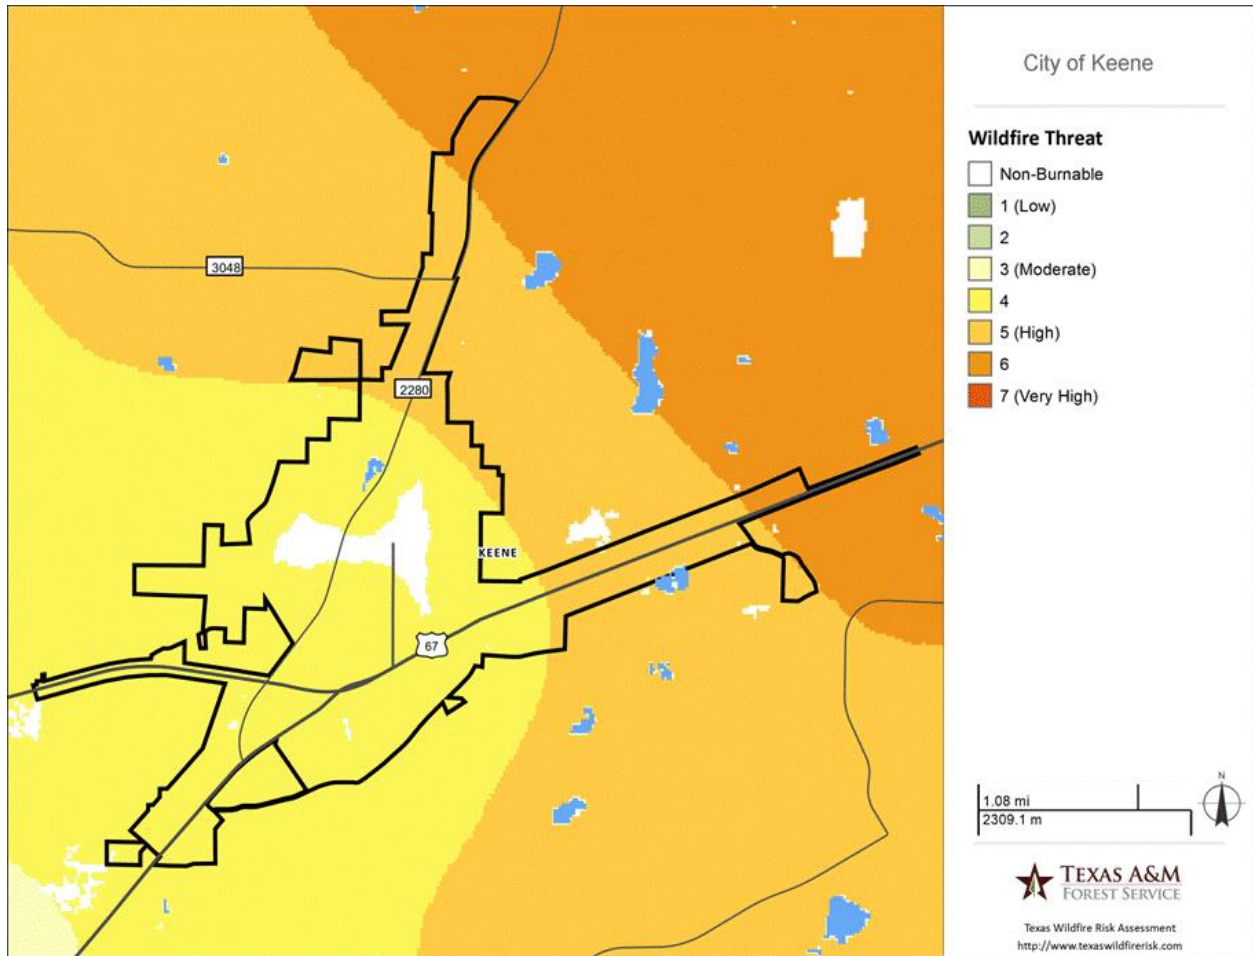 City of Keene
Wildfire Threat
Non-Burnable
1 (Low)
2
3 (Moderate)
4
5 (High)
6
7 (Very High)
3048
2280
KEENE
67
N
1.08 mi
2309.1 m
TEXAS A&M
FOREST SERVICE
Texas Wildfire Risk Assessment
http://www.texaswildfirerisk.com